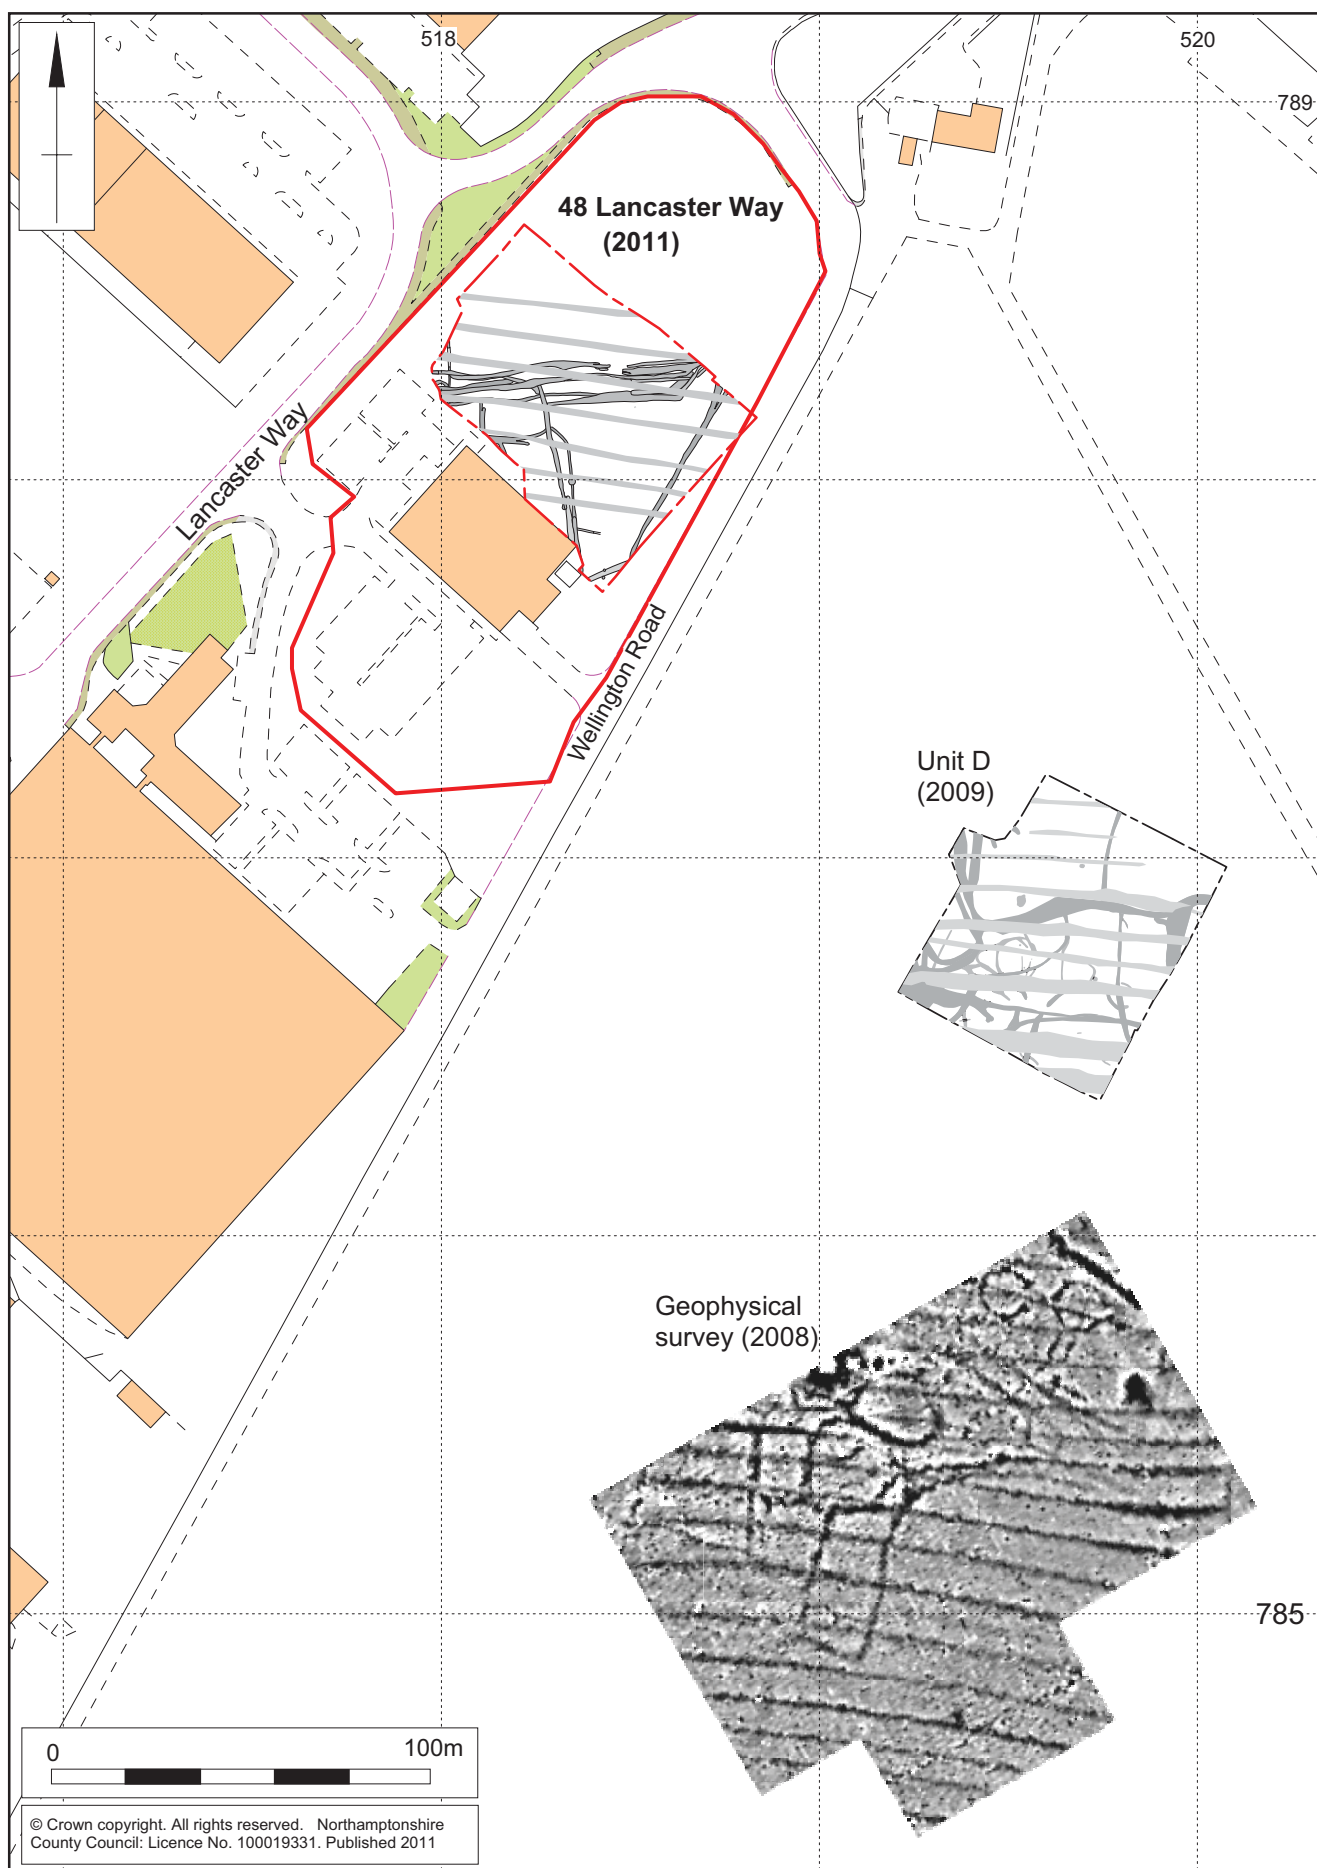 518
520
789
48 Lancaster Way
(2011)
Lancaster Way
Wellington Road
Unit D
(2009)
Geophysical
survey (2008)
785
0 100m
© Crown copyright. All rights reserved. Northamptonshire
County Council: Licence No. 100019331. Published 2011